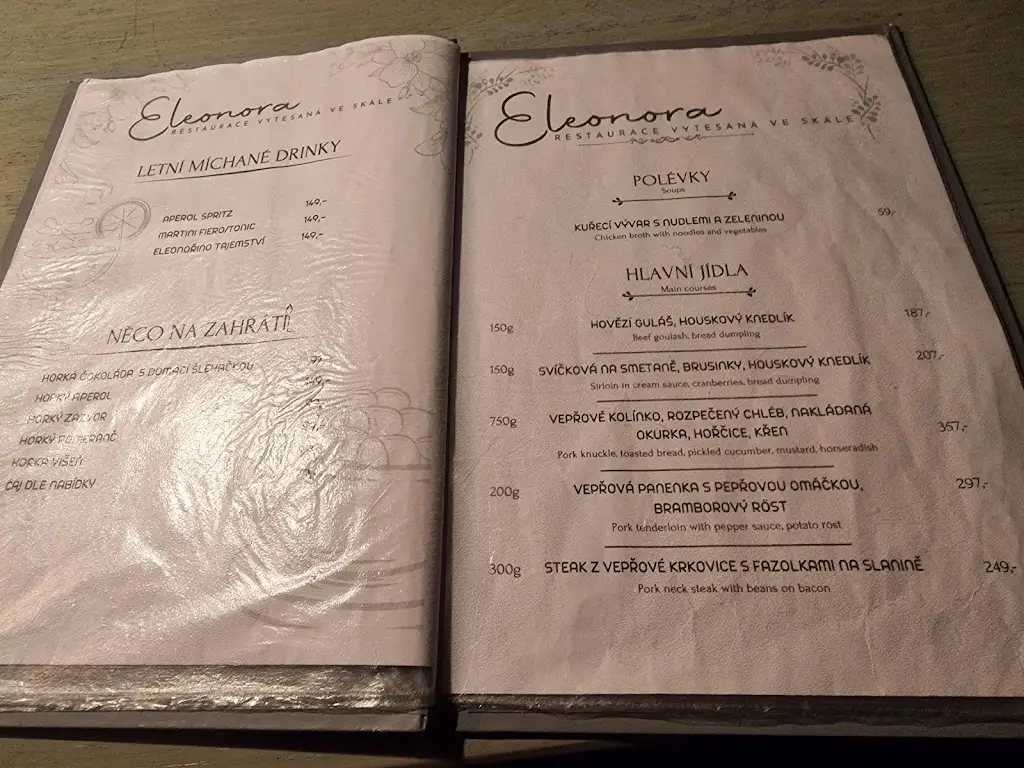 Eleonora
RESTAURACE VYTESANÁ VE SKÁLE
LETNÍ MÍCHANÉ DRINKY
APEROL SPRITZ 149,-
MARTINI FIERO/TONIC 149,-
ELEONOŘINO TAJEMSTVÍ 149,-
NĚCO NA ZAHŘÁTÍ
HORKÁ ČOKOLÁDA S DOMÁCÍ ŠLEHAČKOU
HORKÝ APEROL
HORKÝ ZÁZVOR
HORKÝ POMERANČ
HORKÁ VIŠEŇ
ČAJ DLE NABÍDKY
Eleonora
RESTAURACE VYTESANÁ VE SKÁLE
POLÉVKY
Soups
KUŘECÍ VÝVAR S NUDLEMI A ZELENINOU 59,-
Chicken broth with noodles and vegetables
HLAVNÍ JÍDLA
Main courses
150g HOVĚZÍ GULÁŠ, HOUSKOVÝ KNEDLÍK 187,-
Beef goulash, bread dumpling
150g SVÍČKOVÁ NA SMETANĚ, BRUSINKY, HOUSKOVÝ KNEDLÍK 207,-
Sirloin in cream sauce, cranberries, bread dumpling
750g VEPŘOVÉ KOLÍNKO, ROZPEČENÝ CHLÉB, NAKLÁDANÁ
OKURKA, HOŘČICE, KŘEN 357,-
Pork knuckle, toasted bread, pickled cucumber, mustard, horseradish
200g VEPŘOVÁ PANENKA S PEPŘOVOU OMÁČKOU, 297,-
BRAMBOROVÝ RÖST
Pork tenderloin with pepper sauce, potato röst
300g STEAK Z VEPŘOVÉ KRKOVICE S FAZOLKAMI NA SLANINĚ 249,-
Pork neck steak with beans on bacon